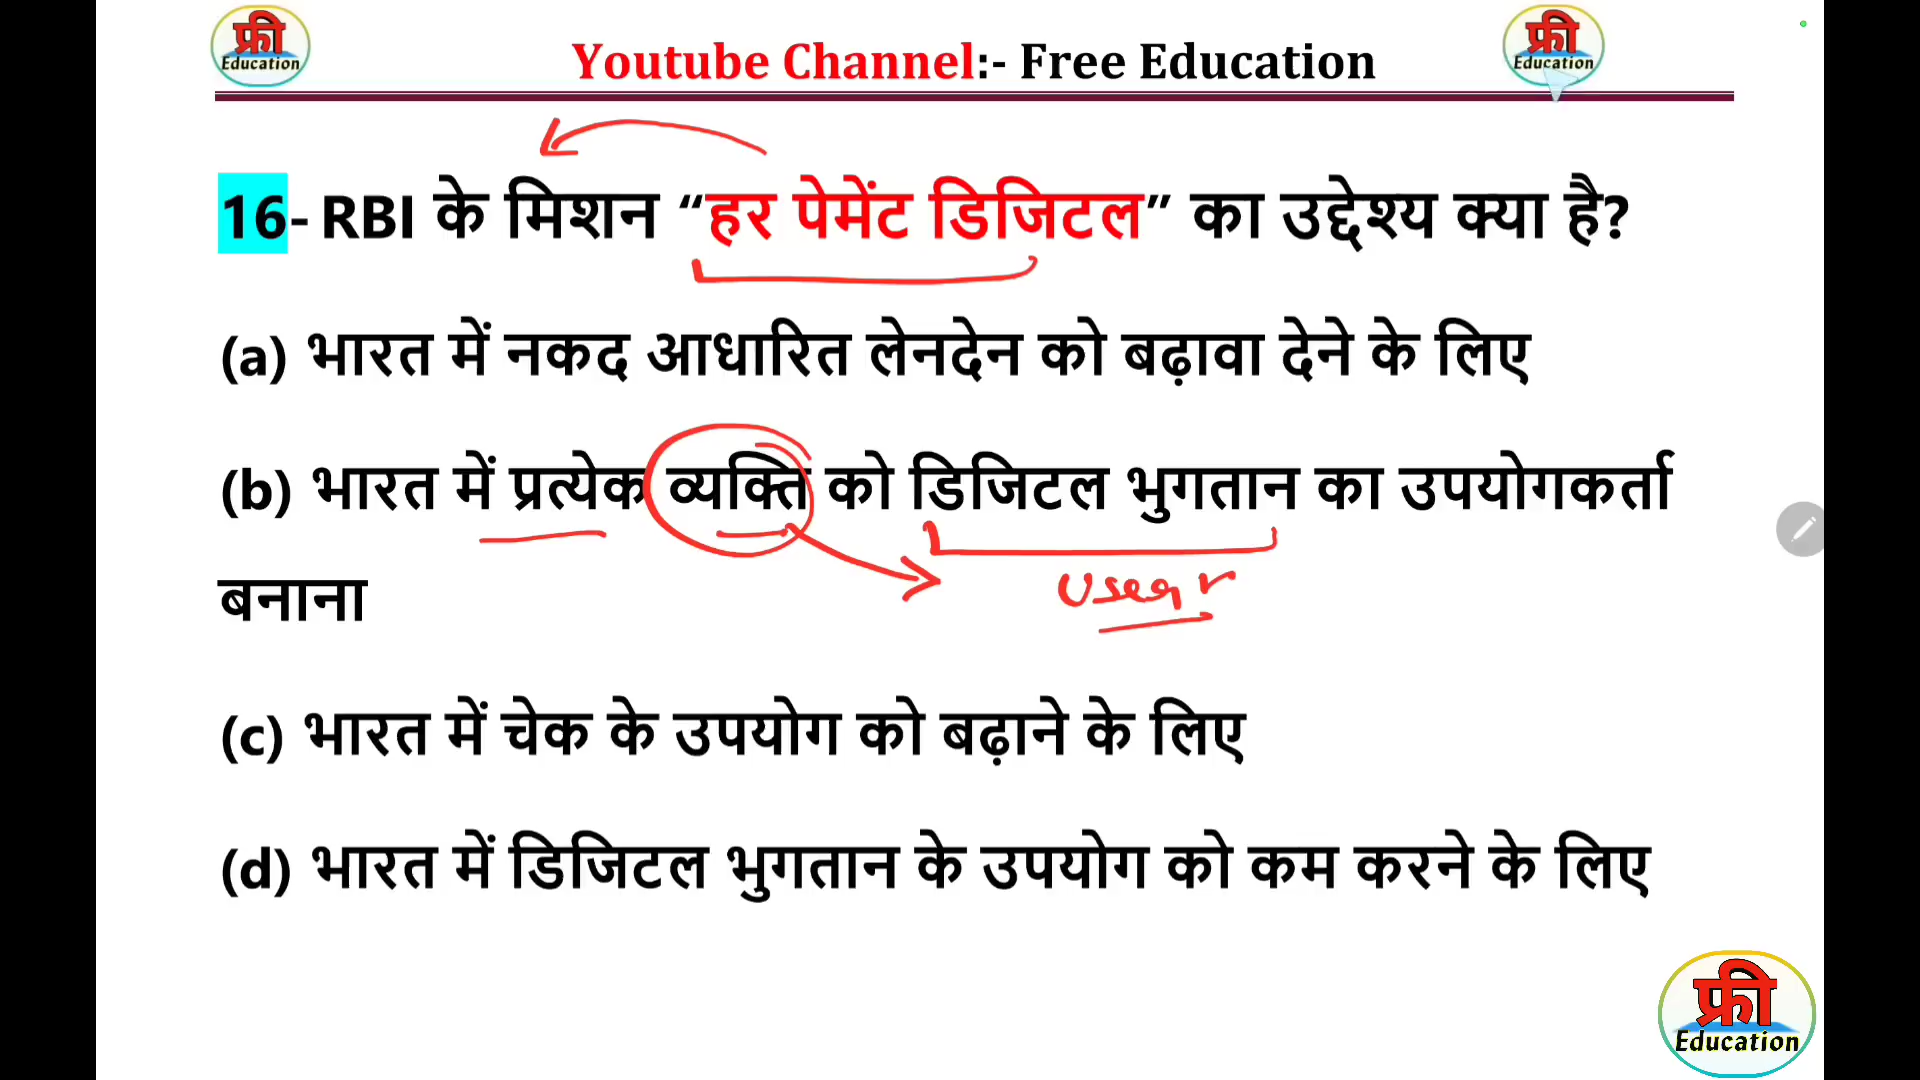 फ्री Education
Youtube Channel:- Free Education
फ्री Education
16- RBI के मिशन “हर पेमेंट डिजिटल” का उद्देश्य क्या है?
(a) भारत में नकद आधारित लेनदेन को बढ़ावा देने के लिए
(b) भारत में प्रत्येक व्यक्ति को डिजिटल भुगतान का उपयोगकर्ता
बनाना
(c) भारत में चेक के उपयोग को बढ़ाने के लिए
(d) भारत में डिजिटल भुगतान के उपयोग को कम करने के लिए
फ्री
Education